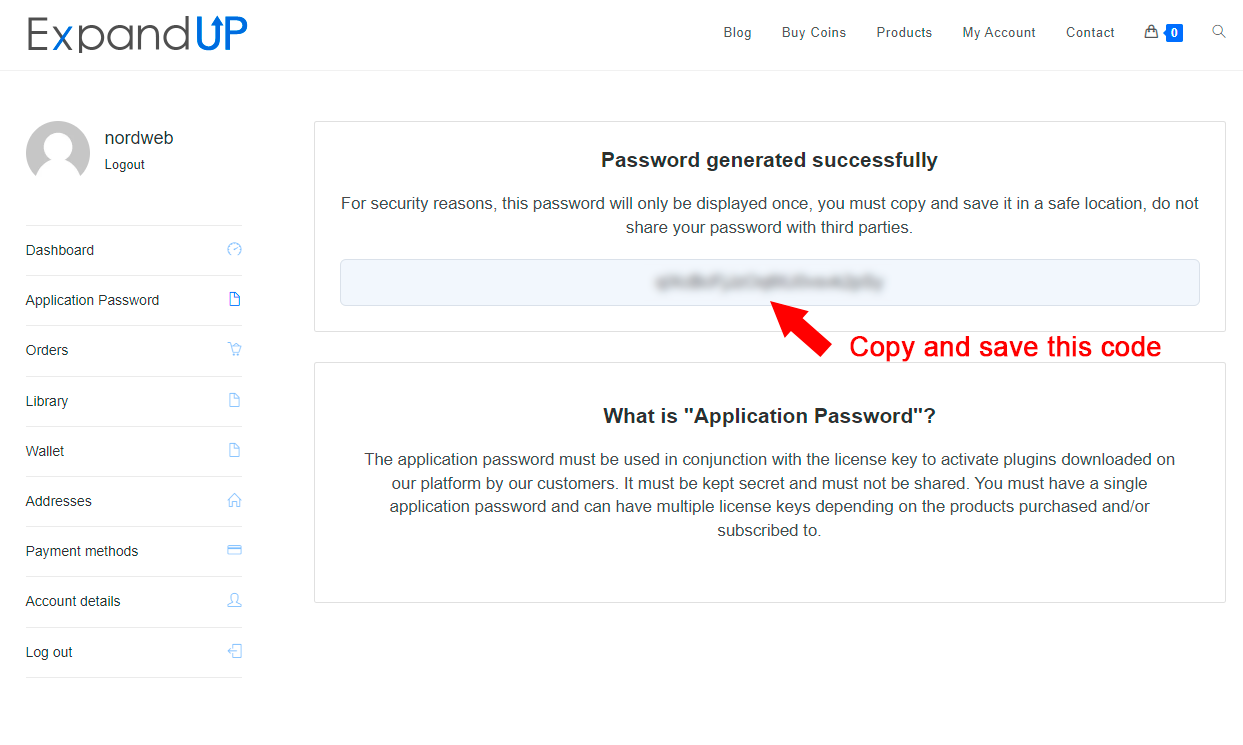 ExpandUP
Blog
Buy Coins
Products
My Account
Contact
0
nordweb
Logout
Dashboard
Application Password
Orders
Library
Wallet
Addresses
Payment methods
Account details
Log out
Password generated successfully
For security reasons, this password will only be displayed once, you must copy and save it in a safe location, do not
share your password with third parties.
Copy and save this code
What is "Application Password"?
The application password must be used in conjunction with the license key to activate plugins downloaded on
our platform by our customers. It must be kept secret and must not be shared. You must have a single
application password and can have multiple license keys depending on the products purchased and/or
subscribed to.